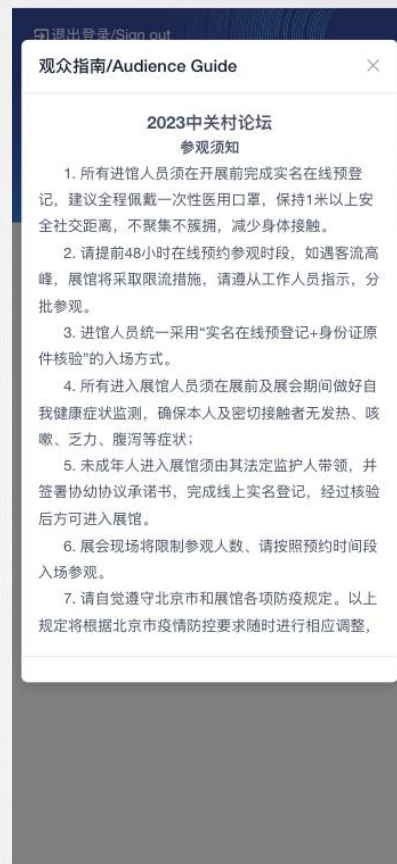 退出登录/Sign out
观众指南/Audience Guide
2023中关村论坛
参观须知
1. 所有进馆人员须在开展前完成实名在线预登
记，建议全程佩戴一次性医用口罩，保持1米以上安
全社交距离，不聚集不簇拥，减少身体接触。
2. 请提前48小时在线预约参观时段，如遇客流高
峰，展馆将采取限流措施，请遵从工作人员指示，分
批参观。
3. 进馆人员统一采用“实名在线预登记+身份证原
件核验”的入场方式。
4. 所有进入展馆人员须在展前及展会期间做好自
我健康症状监测，确保本人及密切接触者无发热、咳
嗽、乏力、腹泻等症状；
5. 未成年人进入展馆须由其法定监护人带领，并
签署协幼协议承诺书，完成线上实名登记，经过核验
后方可进入展馆。
6. 展会现场将限制参观人数、请按照预约时间段
入场参观。
7. 请自觉遵守北京市和展馆各项防疫规定。以上
规定将根据北京市疫情防控要求随时进行相应调整，